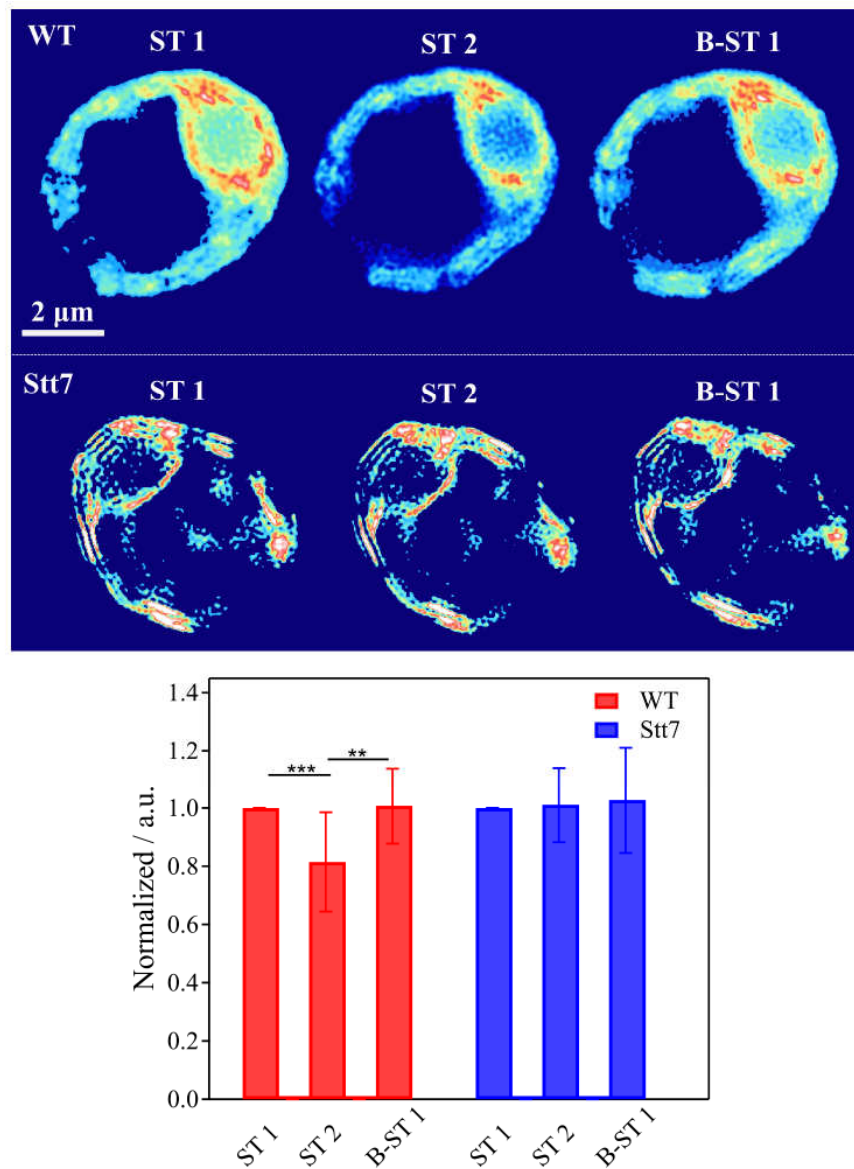 WT
ST 1 ST 2 B-ST 1
2 µm
Stt7
ST 1 ST 2 B-ST 1
Normalized / a.u.
1.4
1.2
1.0
0.8
0.6
0.4
0.2
0.0
WT
Stt7
*** **
ST 1 ST 2 B-ST 1 ST 1 ST 2 B-ST 1